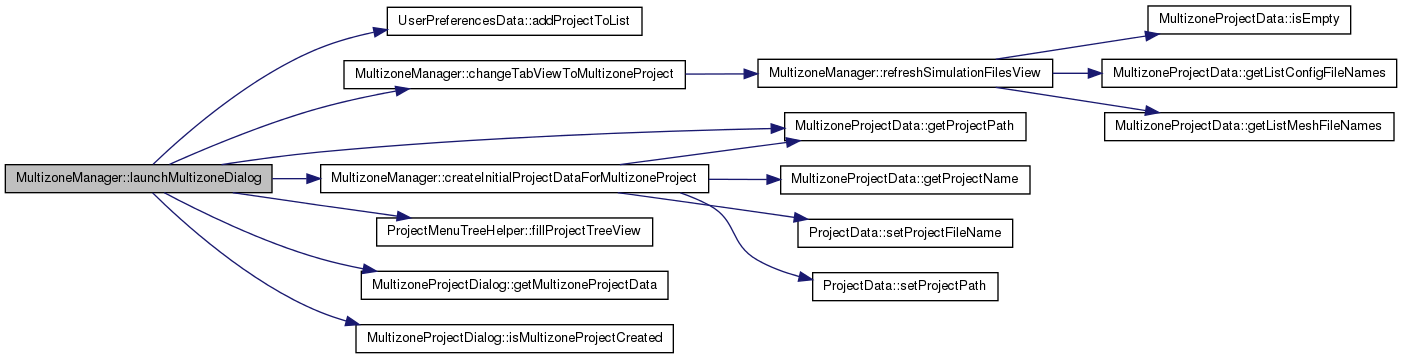 MultizoneManager::launchMultizoneDialog
UserPreferencesData::addProjectToList
MultizoneManager::changeTabViewToMultizoneProject
MultizoneManager::refreshSimulationFilesView
MultizoneProjectData::isEmpty
MultizoneProjectData::getListConfigFileNames
MultizoneProjectData::getListMeshFileNames
MultizoneProjectData::getProjectPath
MultizoneManager::createInitialProjectDataForMultizoneProject
MultizoneProjectData::getProjectName
ProjectData::setProjectFileName
ProjectData::setProjectPath
ProjectMenuTreeHelper::fillProjectTreeView
MultizoneProjectDialog::getMultizoneProjectData
MultizoneProjectDialog::isMultizoneProjectCreated